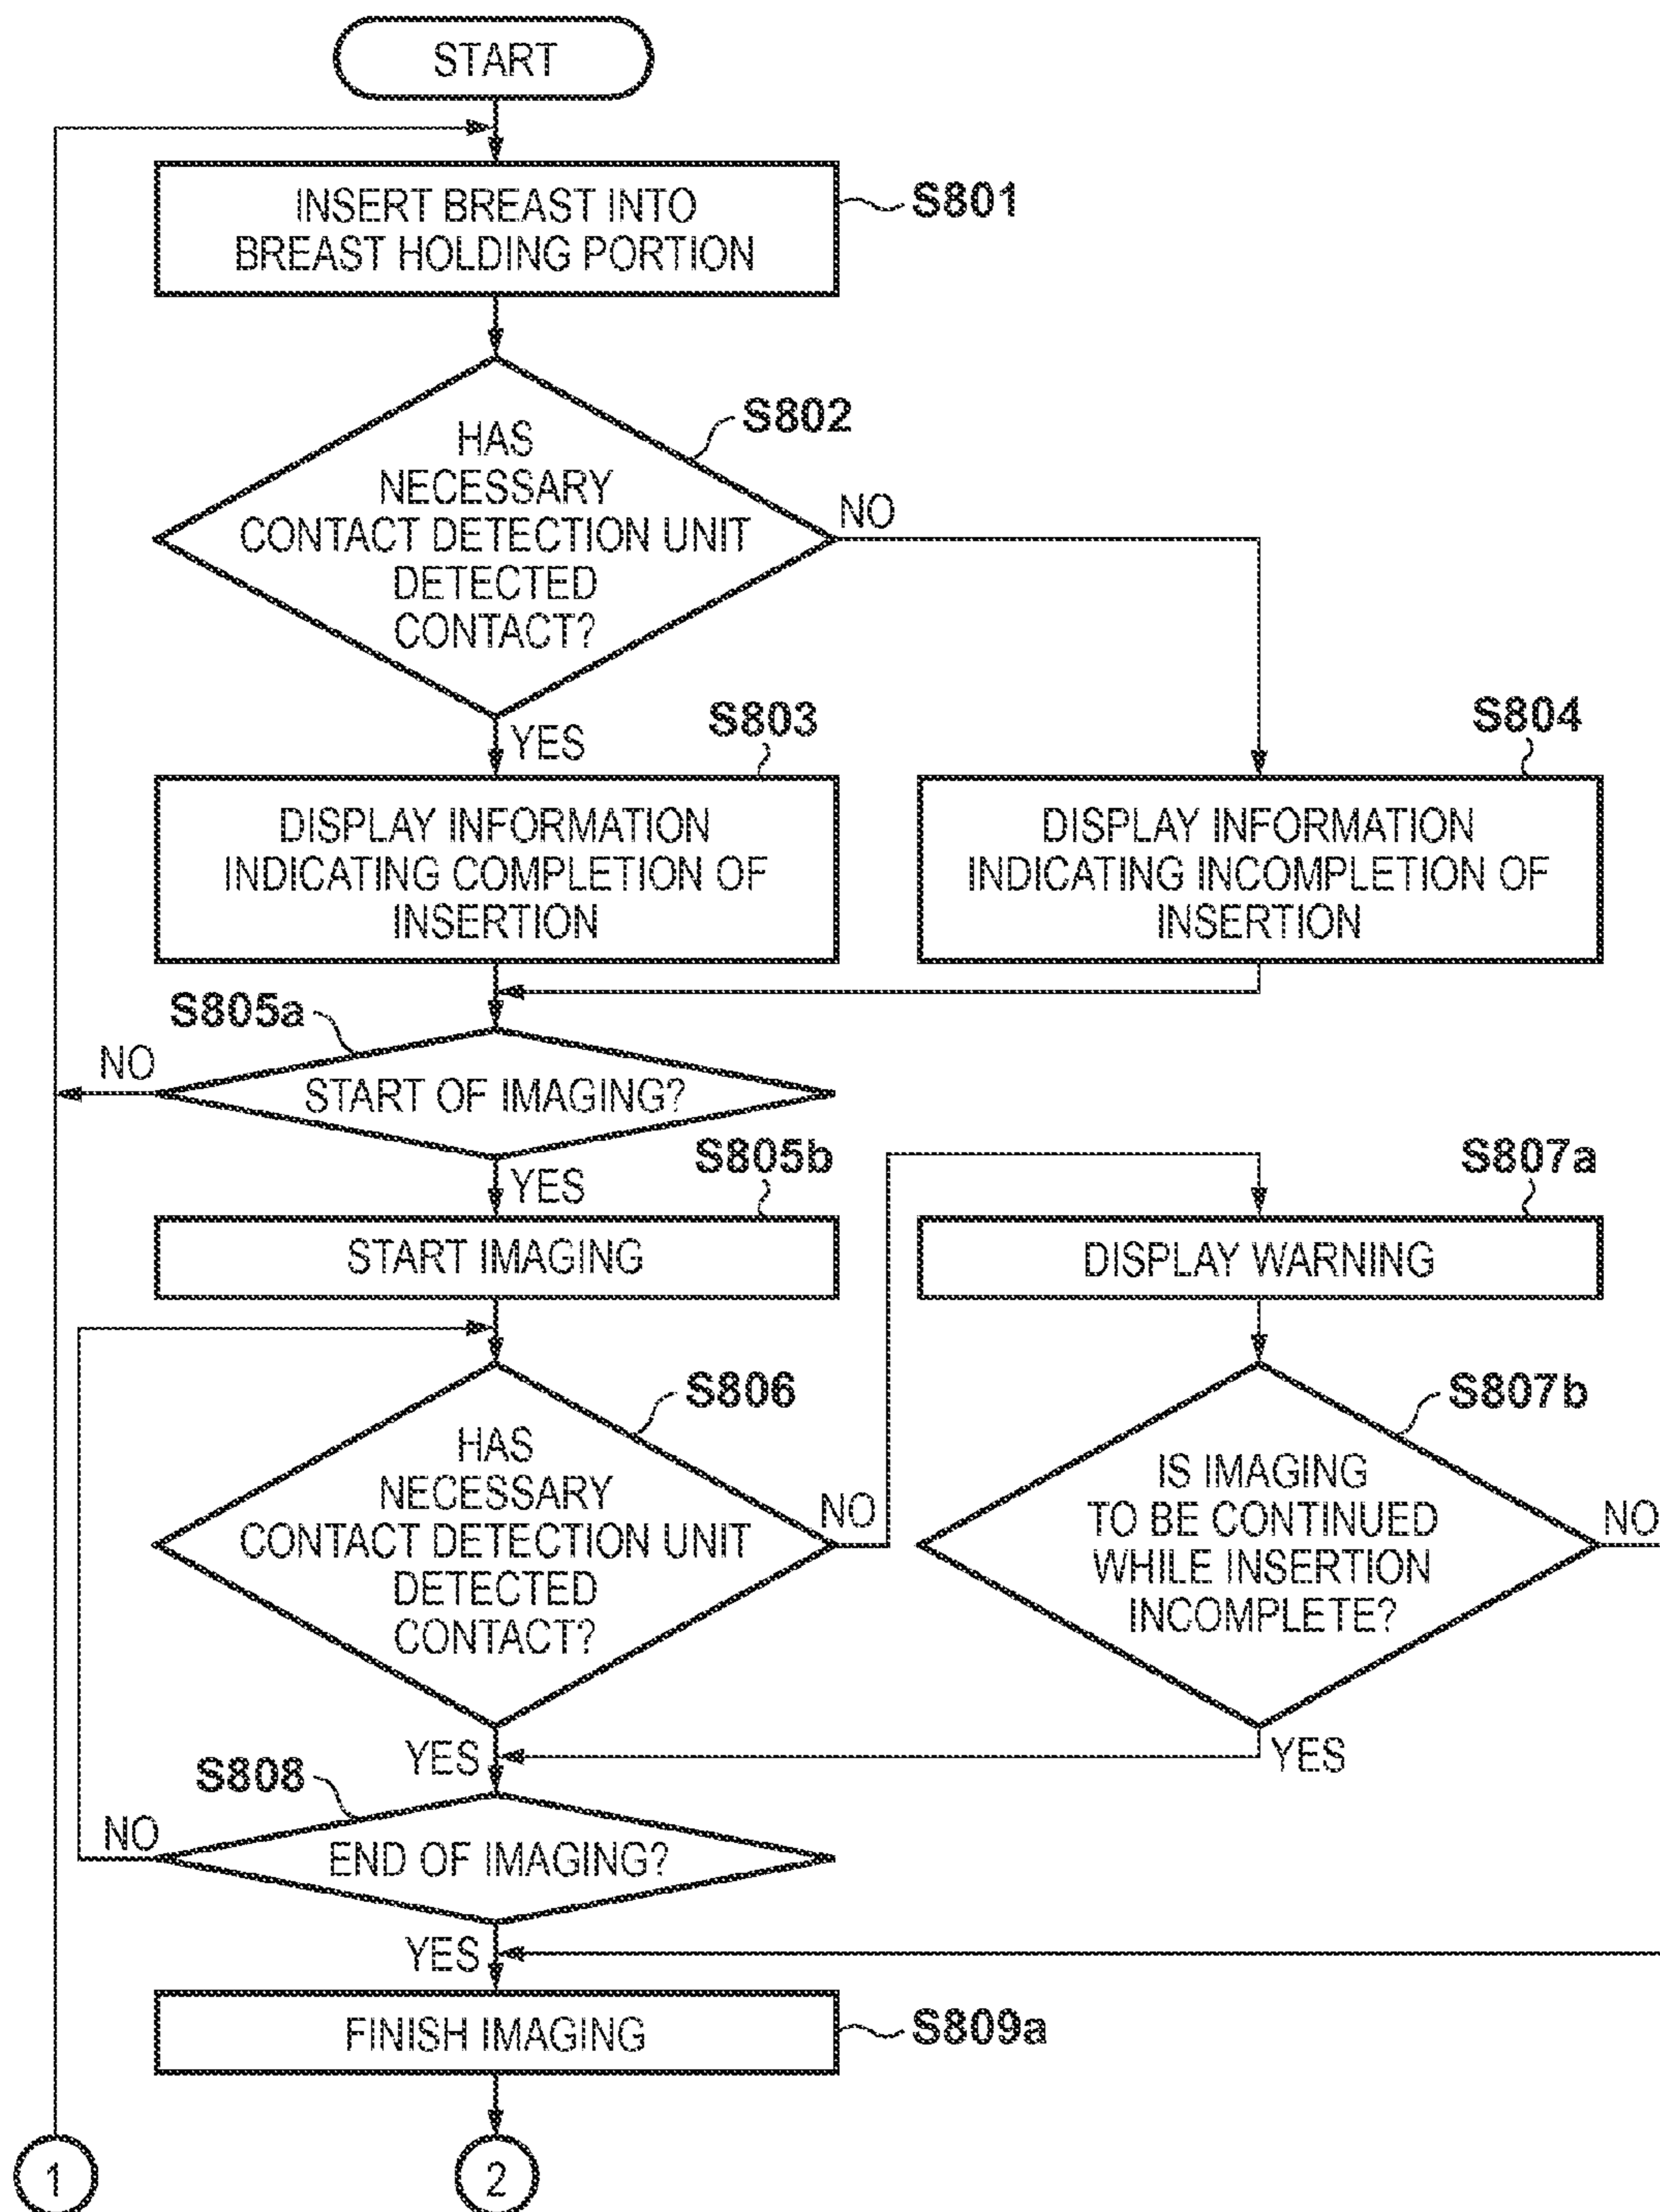 START
INSERT BREAST INTO
BREAST HOLDING PORTION
S801
S802
HAS
NECESSARY
CONTACT DETECTION UNIT
DETECTED
CONTACT?
NO
YES
S803
DISPLAY INFORMATION
INDICATING COMPLETION OF
INSERTION
S804
DISPLAY INFORMATION
INDICATING INCOMPLETION OF
INSERTION
S805a
NO
START OF IMAGING?
YES
S805b
START IMAGING
S807a
DISPLAY WARNING
S806
HAS
NECESSARY
CONTACT DETECTION UNIT
DETECTED
CONTACT?
NO
S807b
IS IMAGING
TO BE CONTINUED
WHILE INSERTION
INCOMPLETE?
NO
YES
YES
S808
NO
END OF IMAGING?
YES
FINISH IMAGING
S809a
1
2